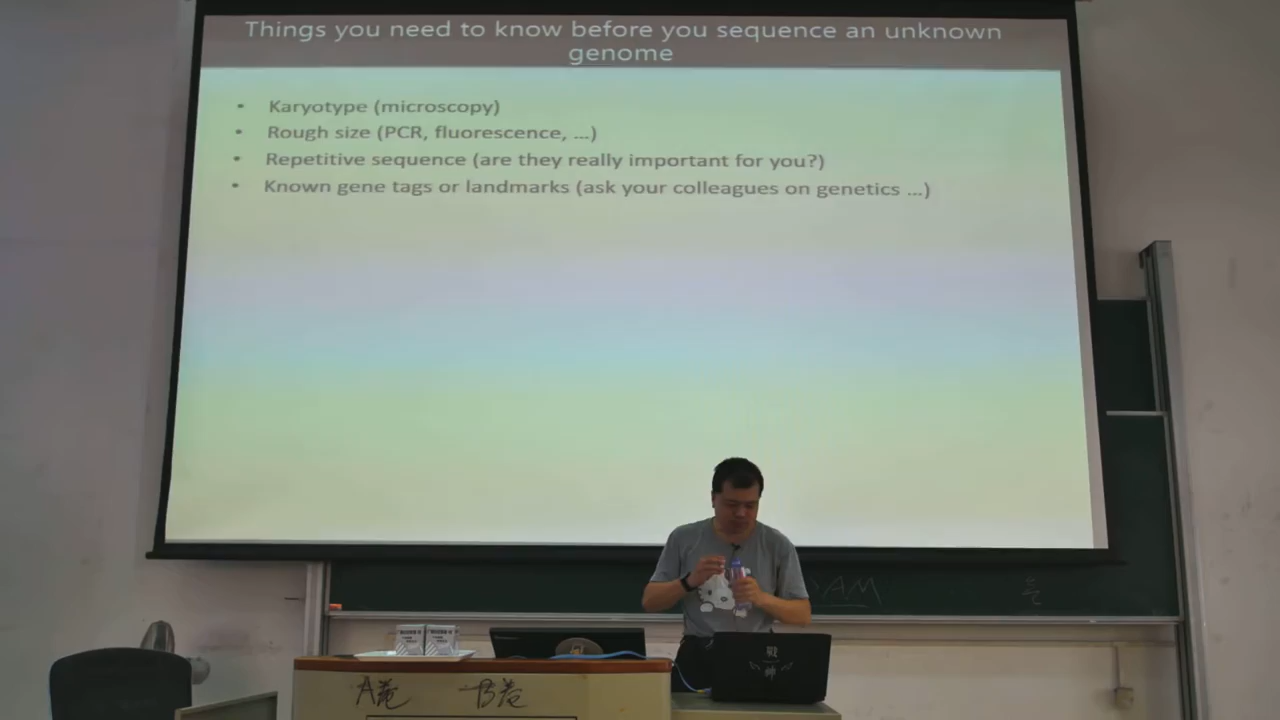 Things you need to know before you sequence an unknown
genome
• Karyotype (microscopy)
• Rough size (PCR, fluorescence, ...)
• Repetitive sequence (are they really important for you?)
• Known gene tags or landmarks (ask your colleagues on genetics ...)